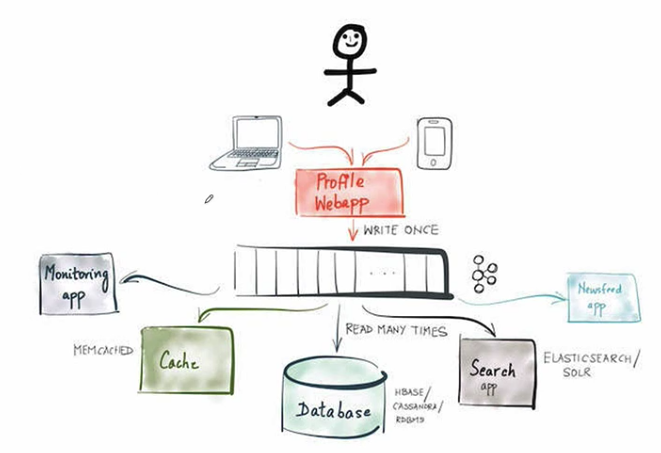 Profile
Webapp
WRITE ONCE
Monitoring
app
Newsfeed
app
READ MANY TIMES
MEMCACHED
Cache
Search
app
ELASTICSEARCH/
SOLR
Database
HBASE/
CASSANDRA/
RDBMS